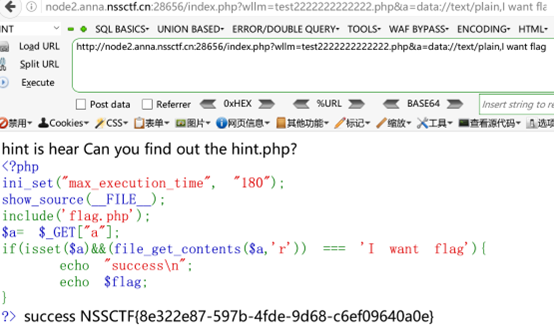 node2.anna.nssctf.cn:28656/index.php?wllm=test2222222222222.php&a=data://text/plain,I want fla
INT SQL BASICS▾ UNION BASED▾ ERROR/DOUBLE QUERY▾ TOOLS▾ WAF BYPASS▾ ENCODING▾ HTML▾
Load URL
http://node2.anna.nssctf.cn:28656/index.php?wllm=test2222222222222.php&a=data://text/plain,I want flag
Split URL
Execute
Post data Referrer 0xHEX %URL BASE64 Insert string to re
禁用▾ Cookies▾ CSS▾ 表单▾ 图片▾ 网页信息▾ 其他功能▾ 标记▾ 缩放▾ 工具▾ 查看源代码▾ 选项
hint is hear Can you find out the hint.php?
<?php
ini_set("max_execution_time", "180");
show_source(__FILE__);
include('flag.php');
$a= $_GET["a"];
if(isset($a)&&(file_get_contents($a,'r')) === 'I want flag'){
echo "success\n";
echo $flag;
}
?> success NSSCTF{8e322e87-597b-4fde-9d68-c6ef09640a0e}